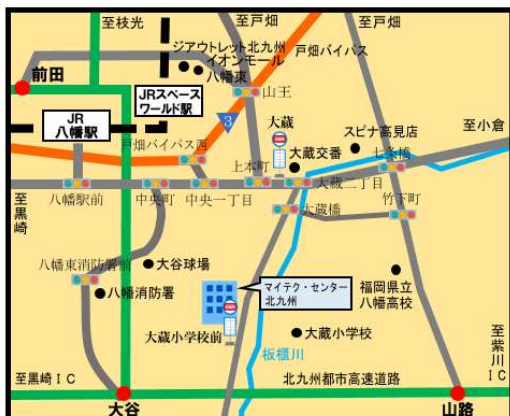 至枝光
至戸畑
至戸畑
ジアウトレット北九州
イオンモール
八幡東
戸畑バイパス
前田
JRスペース
ワールド駅
山王
JR
八幡駅
3
大蔵
スピナ高見店
至小倉
戸畑バイパス西
上本町
大蔵交番
七条橋
八幡駅前
中央町
中央一丁目
大蔵二丁目
至黒崎
大蔵橋
竹下町
八幡東消防署前
大谷球場
八幡消防署
マイテク・センター
北九州
福岡県立
八幡高校
大蔵小学校前
大蔵小学校
板櫃川
至紫川IC
至黒崎IC
北九州都市高速道路
大谷
山路